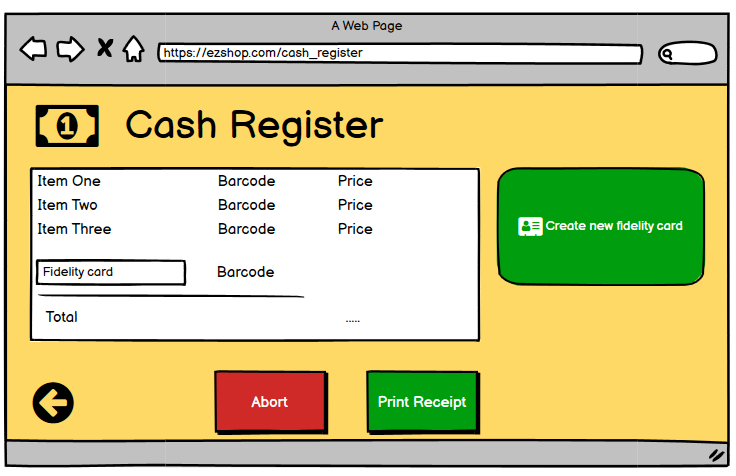 A Web Page
https://ezshop.com/cash_register
1 Cash Register
Item One Barcode Price
Item Two Barcode Price
Item Three Barcode Price
Create new fidelity card
Fidelity card Barcode
Total .....
Abort Print Receipt